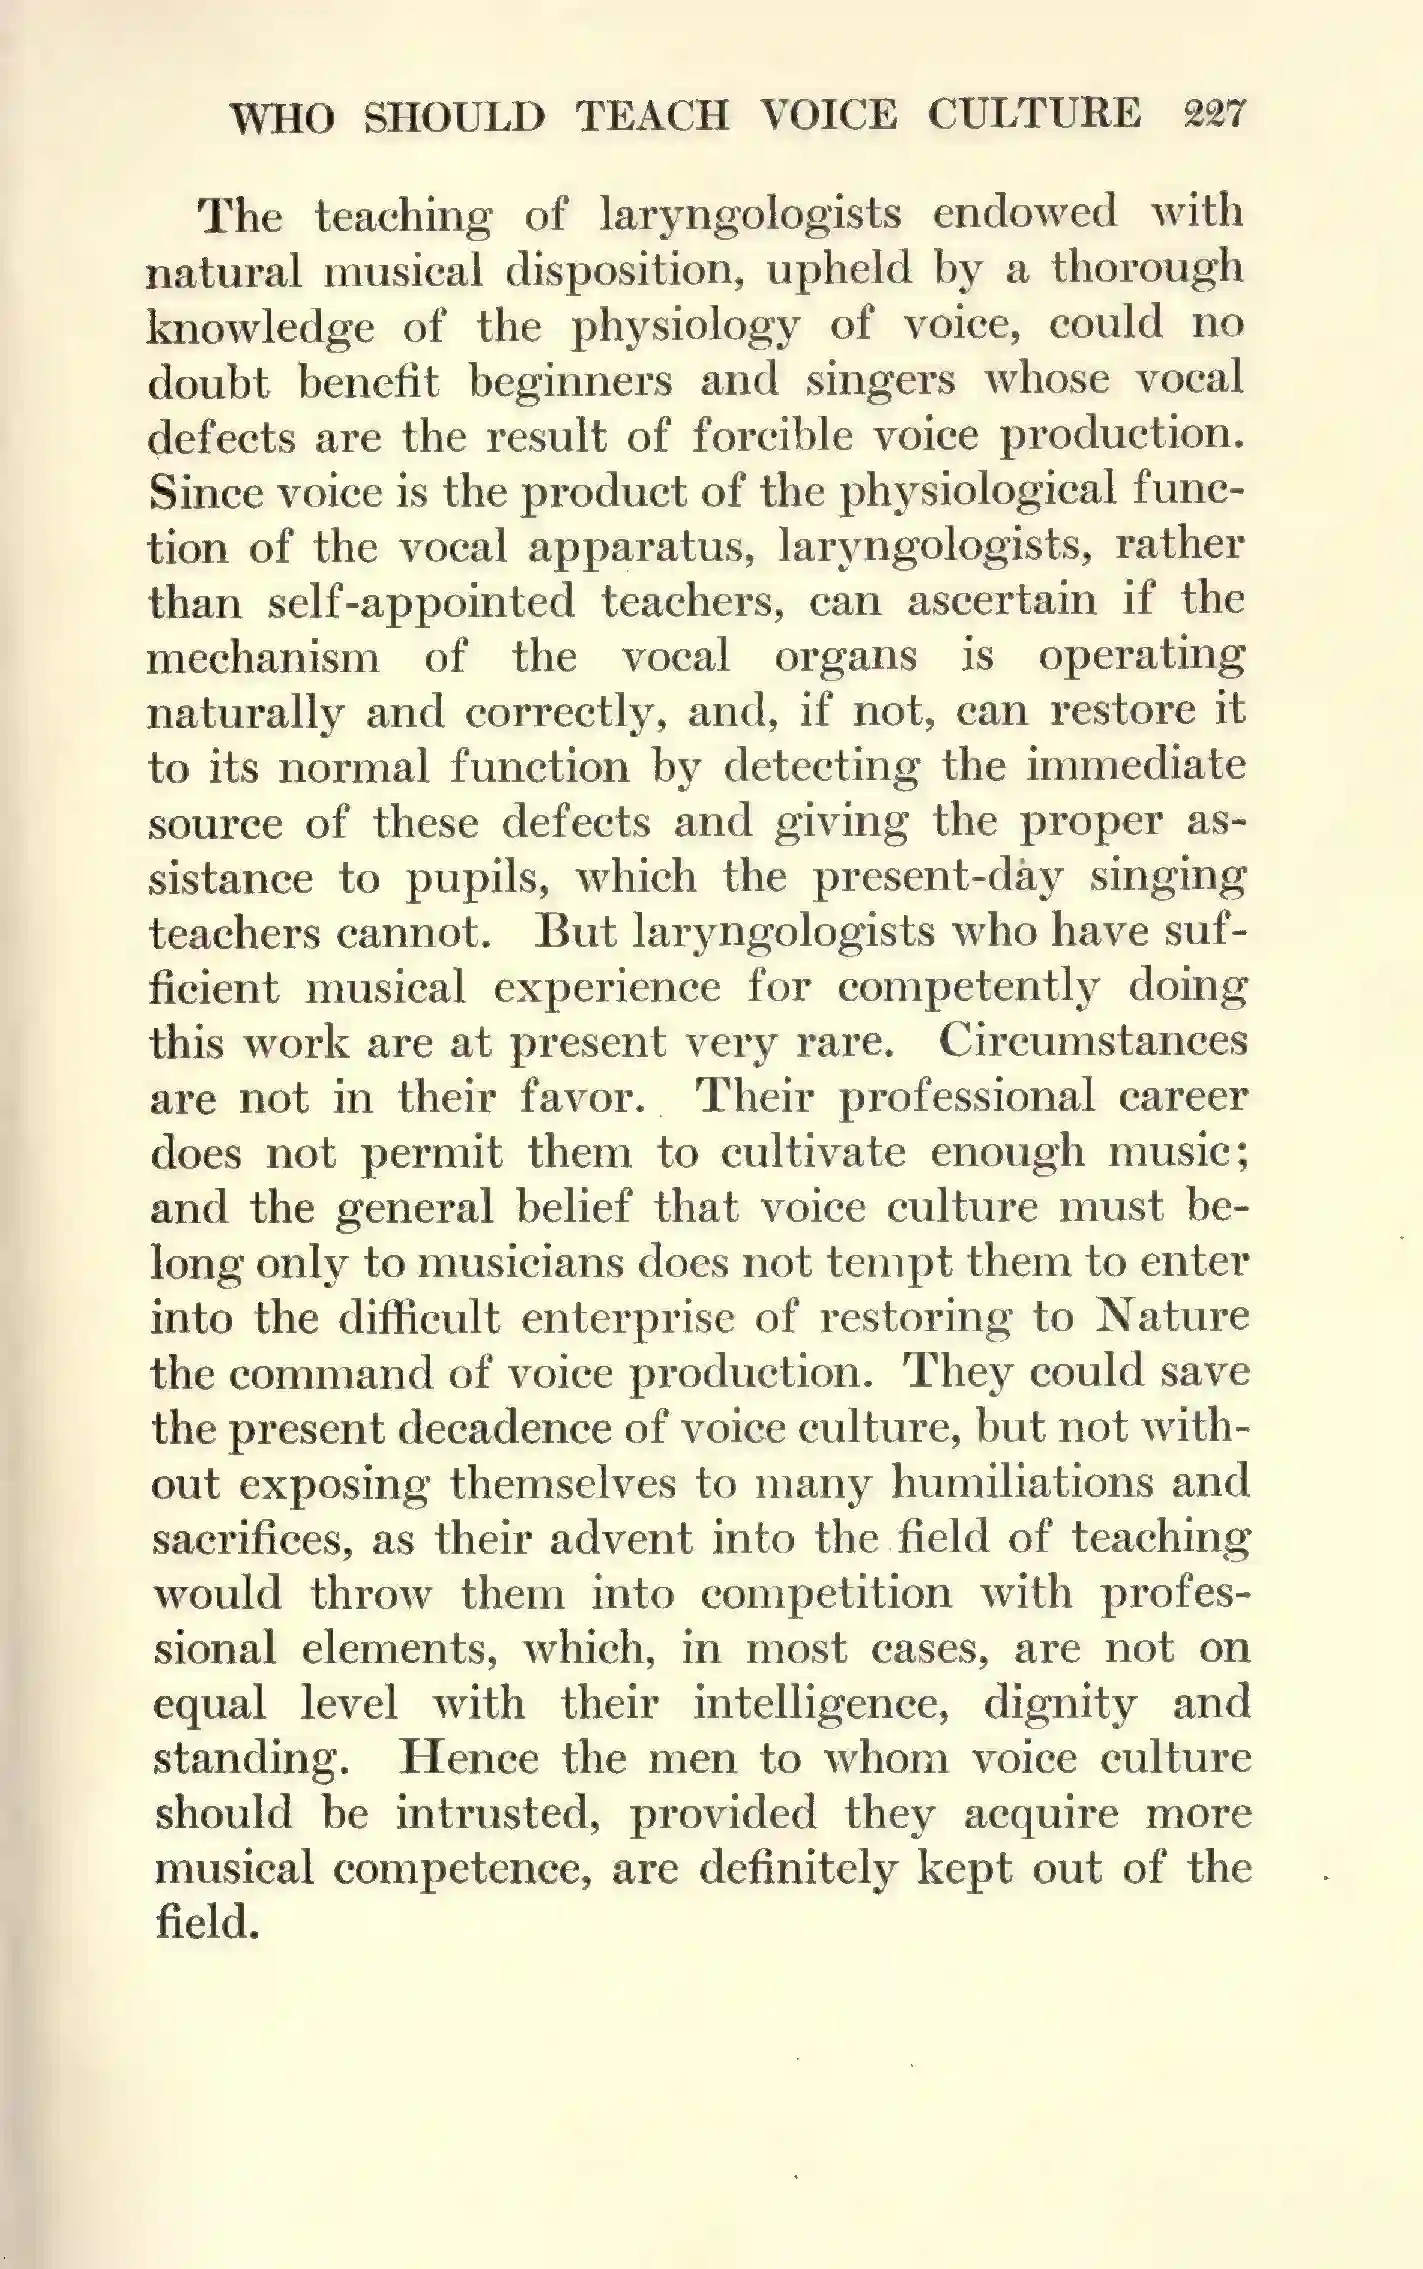 WHO SHOULD TEACH VOICE CULTURE 227
The teaching of laryngologists endowed with
natural musical disposition, upheld by a thorough
knowledge of the physiology of voice, could no
doubt benefit beginners and singers whose vocal
defects are the result of forcible voice production.
Since voice is the product of the physiological func-
tion of the vocal apparatus, laryngologists, rather
than self-appointed teachers, can ascertain if the
mechanism of the vocal organs is operating
naturally and correctly, and, if not, can restore it
to its normal function by detecting the immediate
source of these defects and giving the proper as-
sistance to pupils, which the present-day singing
teachers cannot. But laryngologists who have suf-
ficient musical experience for competently doing
this work are at present very rare. Circumstances
are not in their favor. Their professional career
does not permit them to cultivate enough music;
and the general belief that voice culture must be-
long only to musicians does not tempt them to enter
into the difficult enterprise of restoring to Nature
the command of voice production. They could save
the present decadence of voice culture, but not with-
out exposing themselves to many humiliations and
sacrifices, as their advent into the field of teaching
would throw them into competition with profes-
sional elements, which, in most cases, are not on
equal level with their intelligence, dignity and
standing. Hence the men to whom voice culture
should be intrusted, provided they acquire more
musical competence, are definitely kept out of the
field.